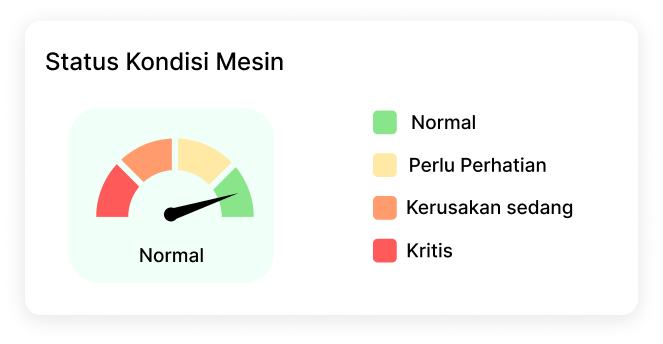 Status Kondisi Mesin
Normal
Normal
Perlu Perhatian
Kerusakan sedang
Kritis